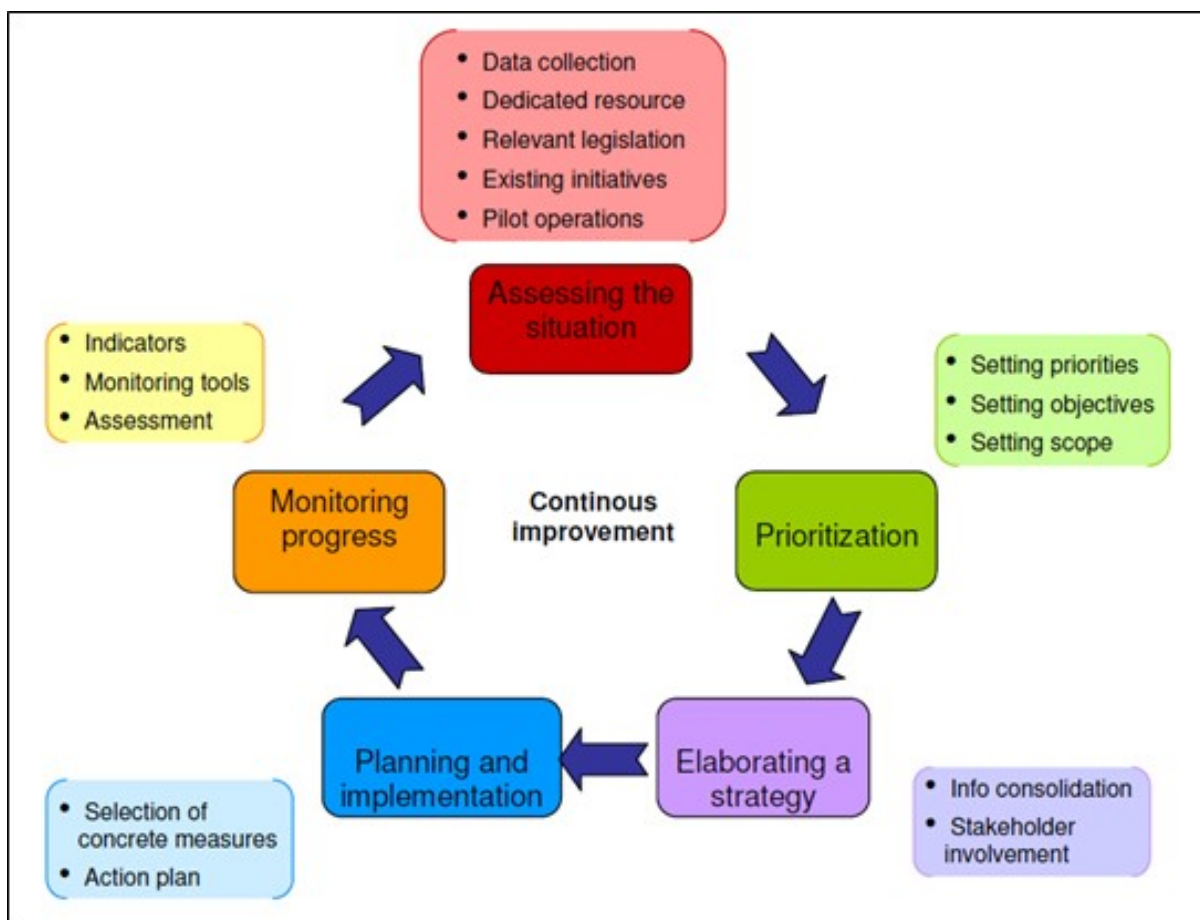 • Data collection
• Dedicated resource
• Relevant legislation
• Existing initiatives
• Pilot operations
Assessing the
situation
• Indicators
• Monitoring tools
• Assessment
• Setting priorities
• Setting objectives
• Setting scope
Monitoring
progress
Continous
improvement
Prioritization
Planning and
implementation
Elaborating a
strategy
• Selection of
concrete measures
• Action plan
• Info consolidation
• Stakeholder
involvement